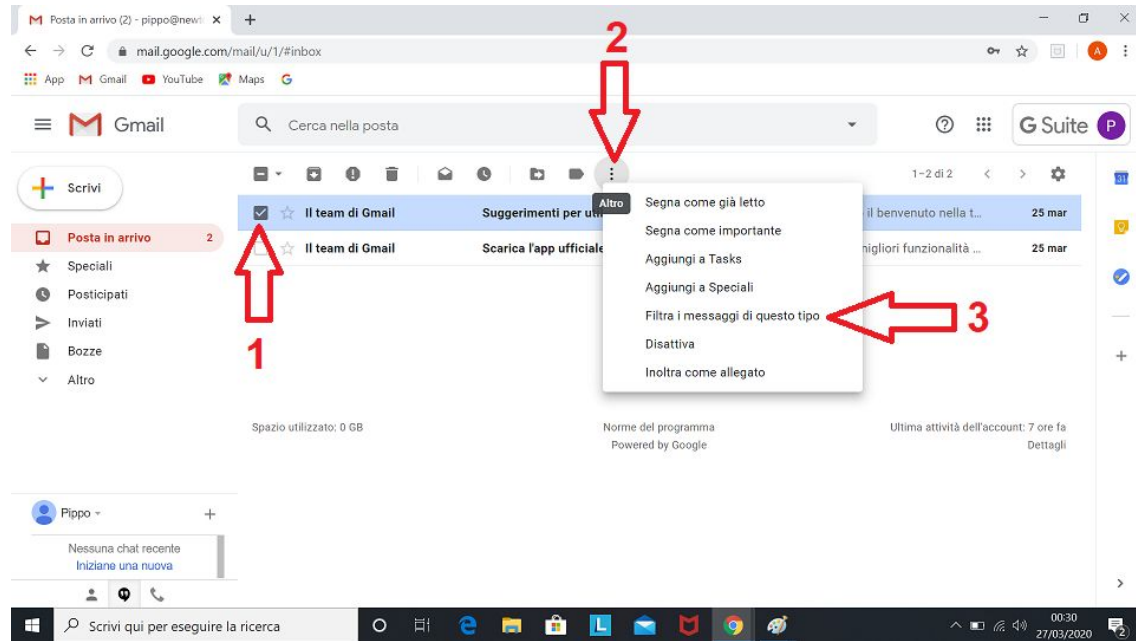 Posta in arrivo (2) - pippo@newt
mail.google.com/mail/u/1/#inbox
App Gmail YouTube Maps
A
2
Gmail
Cerca nella posta
G Suite P
Scrivi
1–2 di 2
31
Altro
Il team di Gmail Suggerimenti per uti il benvenuto nella t... 25 mar
Il team di Gmail Scarica l'app ufficiale migliori funzionalità ... 25 mar
Posta in arrivo 2
Speciali
Posticipati
Inviati
Bozze
Altro
1
Segna come già letto
Segna come importante
Aggiungi a Tasks
Aggiungi a Speciali
Filtra i messaggi di questo tipo
Disattiva
Inoltra come allegato
3
Spazio utilizzato: 0 GB
Norme del programma
Powered by Google
Ultima attività dell'account: 7 ore fa
Dettagli
Pippo
Nessuna chat recente
Iniziane una nuova
Scrivi qui per eseguire la ricerca
L
00:30
27/03/2020
2